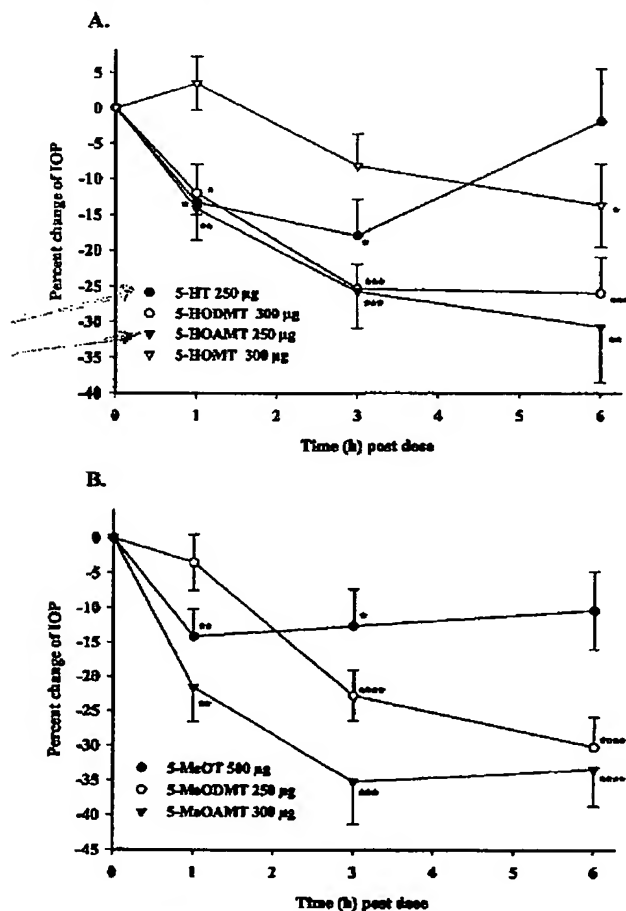 A.
5
0
-5
-10
-15
-20
-25
-30
-35
-40
Percent change of IOP
*
*
**
*
***
***
*
***
**
5-HT 250 µg
5-HODMT 300 µg
5-HOAMT 250 µg
5-HOMT 300 µg
0 1 2 3 4 5 6
Time (h) post dose
B.
0
-5
-10
-15
-20
-25
-30
-35
-40
-45
Percent change of IOP
**
*
**
****
***
****
****
5-MeOT 500 µg
5-MeODMT 250 µg
5-MeOAMT 300 µg
0 1 2 3 4 5 6
Time (h) post dose